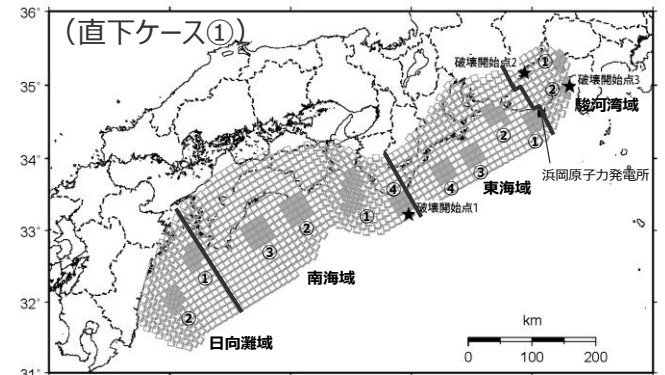 （直下ケース①）
36°
35°
34°
33°
32°
31°
破壊開始点2
①
破壊開始点3
②
駿河湾域
②
①
浜岡原子力発電所
③
東海域
④
④
破壊開始点1
①
②
③
南海域
①
②
日向灘域
km
0 100 200